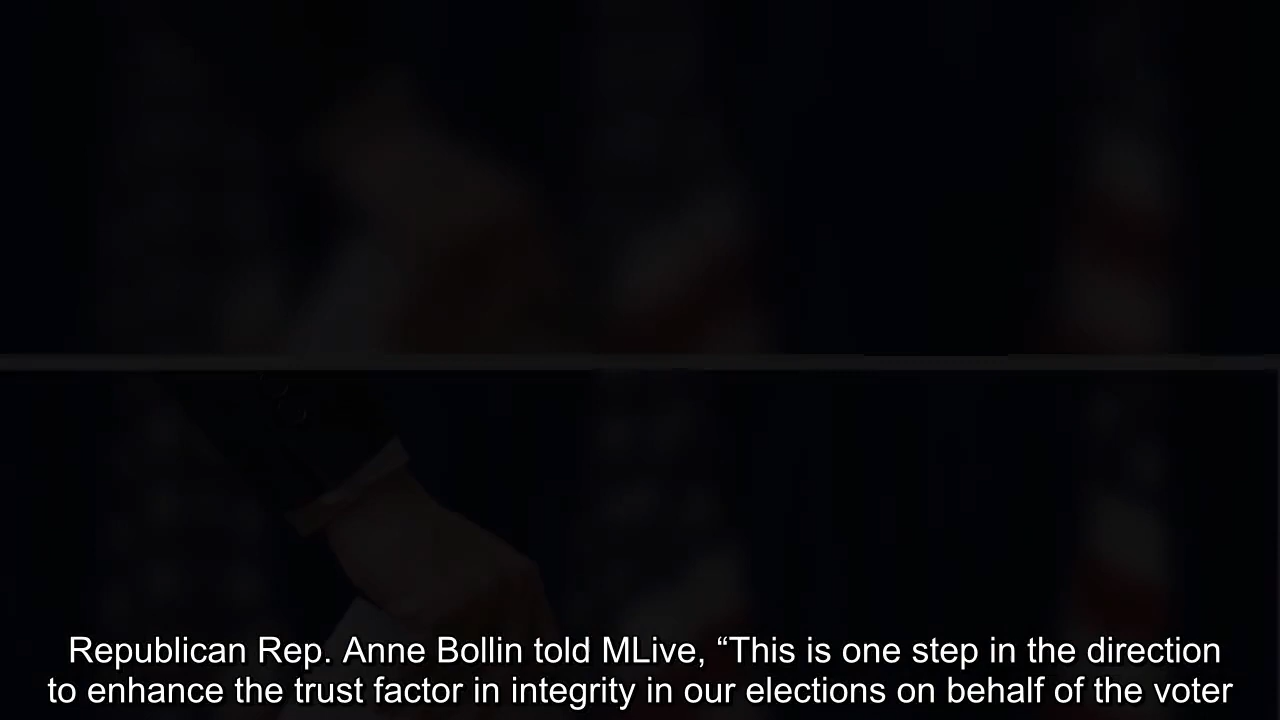 Republican Rep. Anne Bollin told MLive, “This is one step in the direction
to enhance the trust factor in integrity in our elections on behalf of the voter